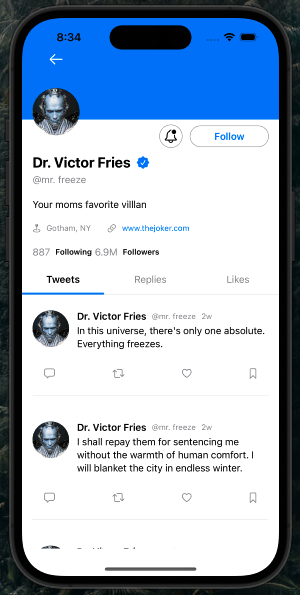 8:34
Follow
Dr. Victor Fries
@mr. freeze
Your moms favorite villlan
Gotham, NY www.thejoker.com
887 Following 6.9M Followers
Tweets Replies Likes
Dr. Victor Fries @mr. freeze 2w
In this universe, there's only one absolute.
Everything freezes.
Dr. Victor Fries @mr. freeze 2w
I shall repay them for sentencing me
without the warmth of human comfort. I
will blanket the city in endless winter.